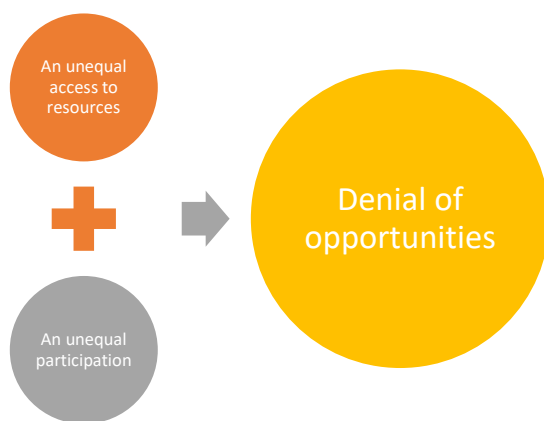 An unequal
access to
resources
An unequal
participation
Denial of
opportunities